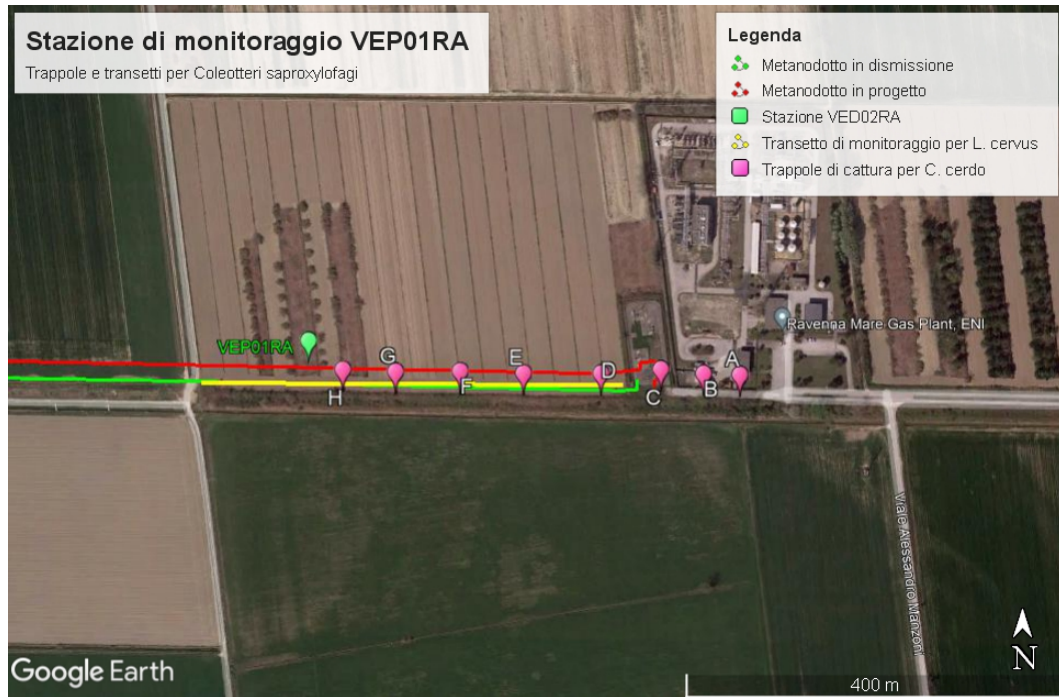 Stazione di monitoraggio VEP01RA
Trappole e transetti per Coleotteri saproxylofagi
Legenda
Metanodotto in dismissione
Metanodotto in progetto
Stazione VED02RA
Transetto di monitoraggio per L. cervus
Trappole di cattura per C. cerdo
Ravenna Mare Gas Plant, ENI
VEP01RA
H
G
F
E
D
C
B
A
Viale Alessandro Manzoni
Google Earth
400 m
N